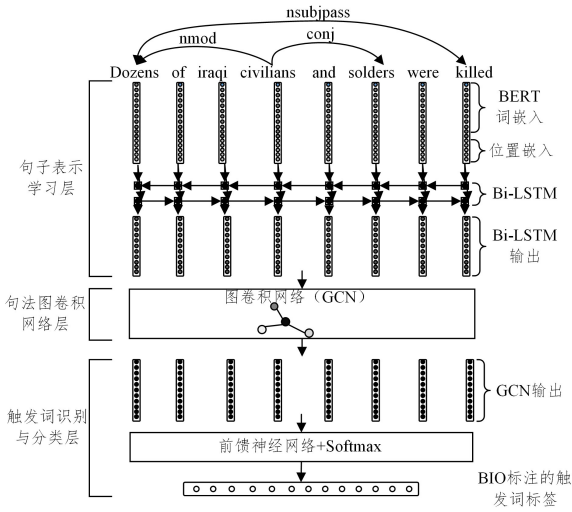 nsubjpass
nmod
conj
Dozens of iraqi civilians and solders were killed
BERT
词嵌入
位置嵌入
句子表示
学习层
Bi-LSTM
Bi-LSTM
输出
图卷积网络（GCN）
句法图卷积
网络层
GCN输出
触发词识别
与分类层
前馈神经网络+Softmax
BIO标注的触
发词标签